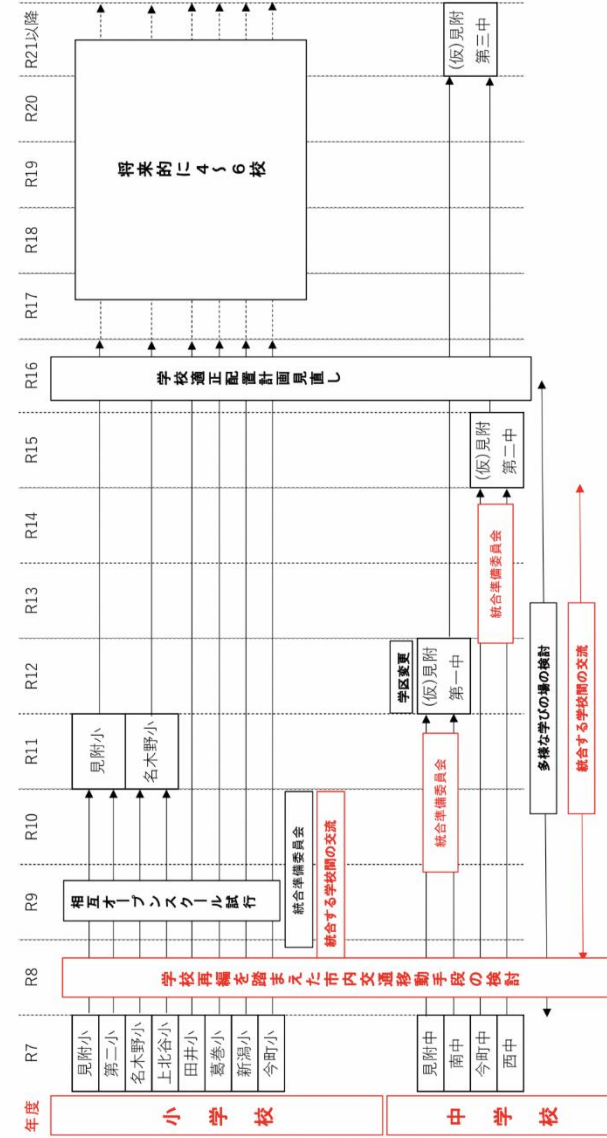 年度
R7
R8
R9
R10
R11
R12
R13
R14
R15
R16
R17
R18
R19
R20
R21以降
小学校
見附小
第二小
名木野小
上北谷小
田井小
葛巻小
新潟小
今町小
学校再編を踏まえた市内交通移動手段の検討
相互オープンスクール試行
統合準備委員会
統合する学校間の交流
見附小
名木野小
学校適正配置計画見直し
将来的に4~6校
中学校
見附中
南中
今町中
西中
統合準備委員会
学区変更
(仮)見附
第一中
統合準備委員会
(仮)見附
第二中
(仮)見附
第三中
多様な学びの場の検討
統合する学校間の交流